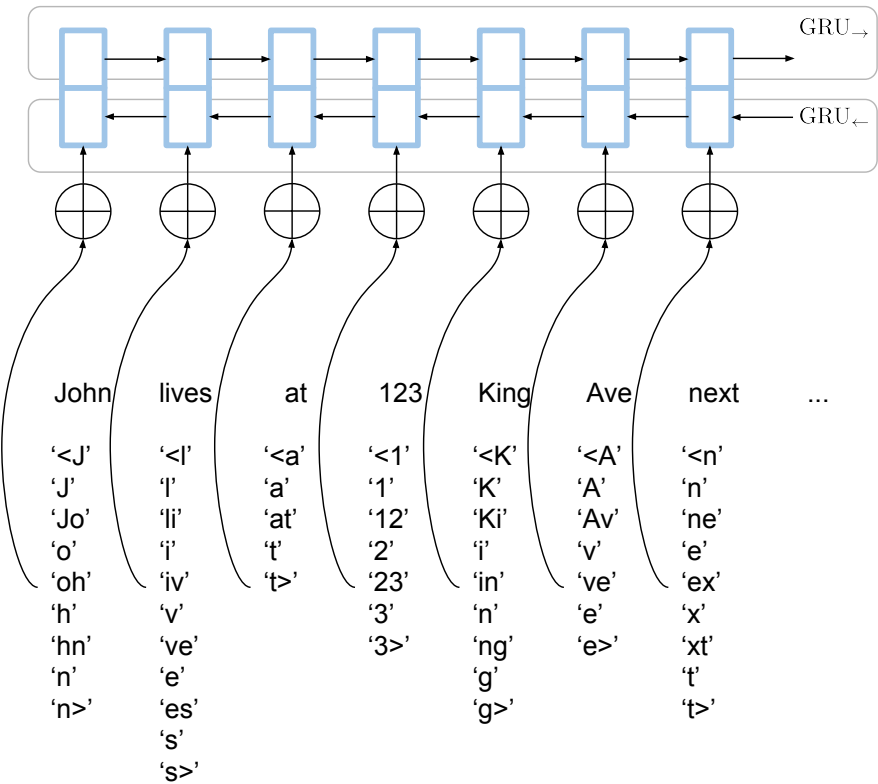 GRU→
GRU←
John lives at 123 King Ave next ...
‘<J’ ‘<l’ ‘<a’ ‘<1’ ‘<K’ ‘<A’ ‘<n’
‘J’ ‘l’ ‘a’ ‘1’ ‘K’ ‘A’ ‘n’
‘Jo’ ‘li’ ‘at’ ‘12’ ‘Ki’ ‘Av’ ‘ne’
‘o’ ‘i’ ‘t’ ‘2’ ‘i’ ‘v’ ‘e’
‘oh’ ‘iv’ ‘t>’ ‘23’ ‘in’ ‘ve’ ‘ex’
‘h’ ‘v’ ‘3’ ‘n’ ‘e’ ‘x’
‘hn’ ‘ve’ ‘3>’ ‘ng’ ‘e>’ ‘xt’
‘n’ ‘e’ ‘g’ ‘t’
‘n>’ ‘es’ ‘g>’ ‘t>’
‘s’
‘s>’